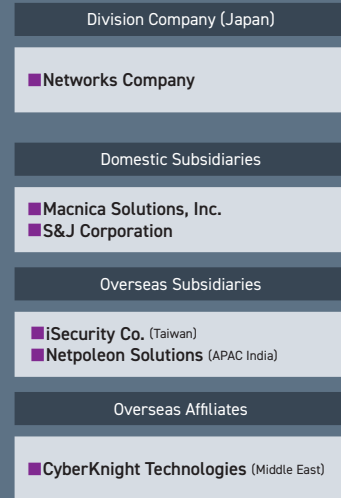 Division Company (Japan)
■Networks Company
Domestic Subsidiaries
■Macnica Solutions, Inc.
■S&J Corporation
Overseas Subsidiaries
■iSecurity Co. (Taiwan)
■Netpoleon Solutions (APAC India)
Overseas Affiliates
■CyberKnight Technologies (Middle East)